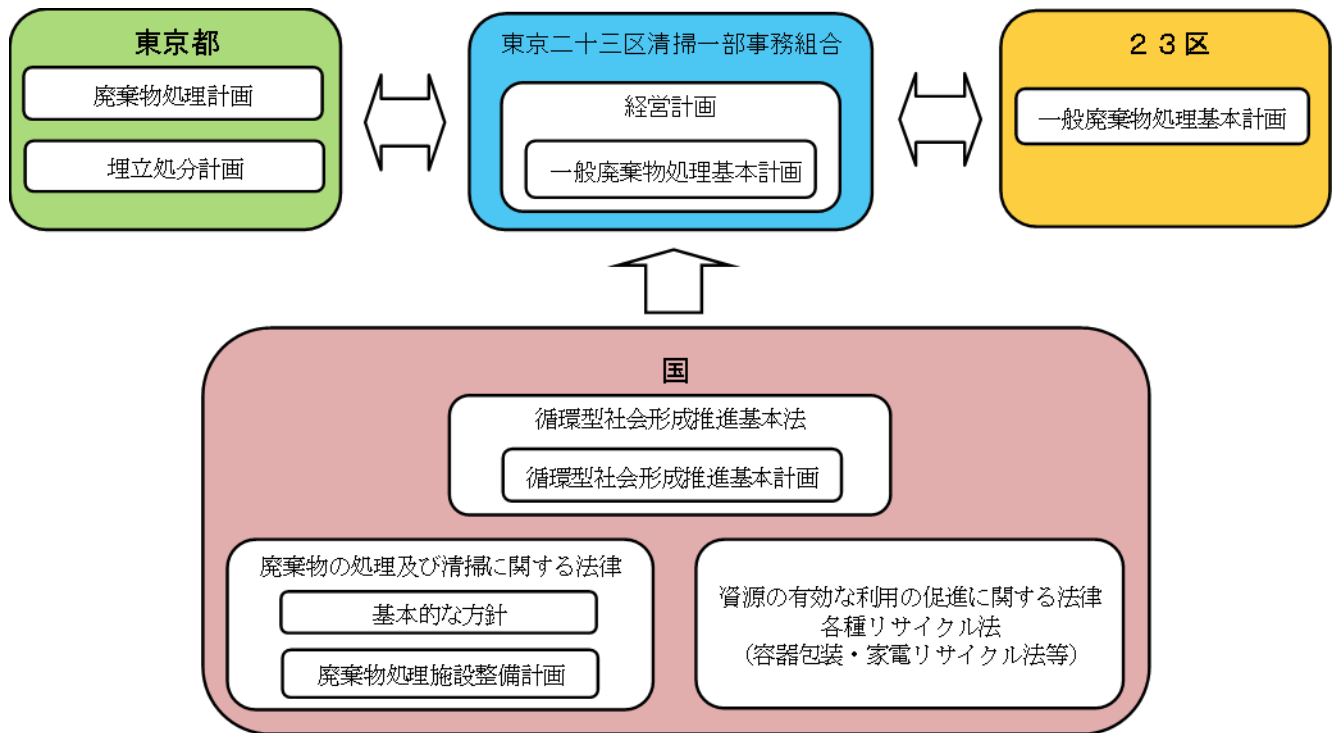 東京都
廃棄物処理計画
埋立処分計画
東京二十三区清掃一部事務組合
経営計画
一般廃棄物処理基本計画
２３区
一般廃棄物処理基本計画
国
循環型社会形成推進基本法
循環型社会形成推進基本計画
廃棄物の処理及び清掃に関する法律
基本的な方針
廃棄物処理施設整備計画
資源の有効な利用の促進に関する法律
各種リサイクル法
（容器包装・家電リサイクル法等）